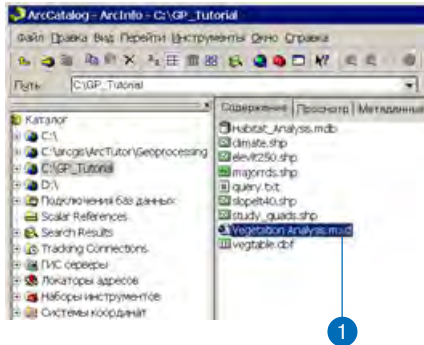 ArcCatalog - ArcInfo - C:\GP_Tutorial
Файл Правка Вид Перейти Инструменты Окно Справка
Путь: C:\GP_Tutorial
Каталог
C:\
C:\arcgis\ArcTutor\Geoprocessing
C:\GP_Tutorial
D:\
Подключения баз данных
Scalar References
Search Results
Tracking Connections
ГИС серверы
Локаторы адресов
Наборы инструментов
Системы координат
Содержание Просмотр Метаданные
Habitat_Analysis.mdb
climate.shp
elevlt250.shp
majorrds.shp
query.txt
slopelt40.shp
study_quads.shp
Vegetation Analysis.mxd
vegtable.dbf
1